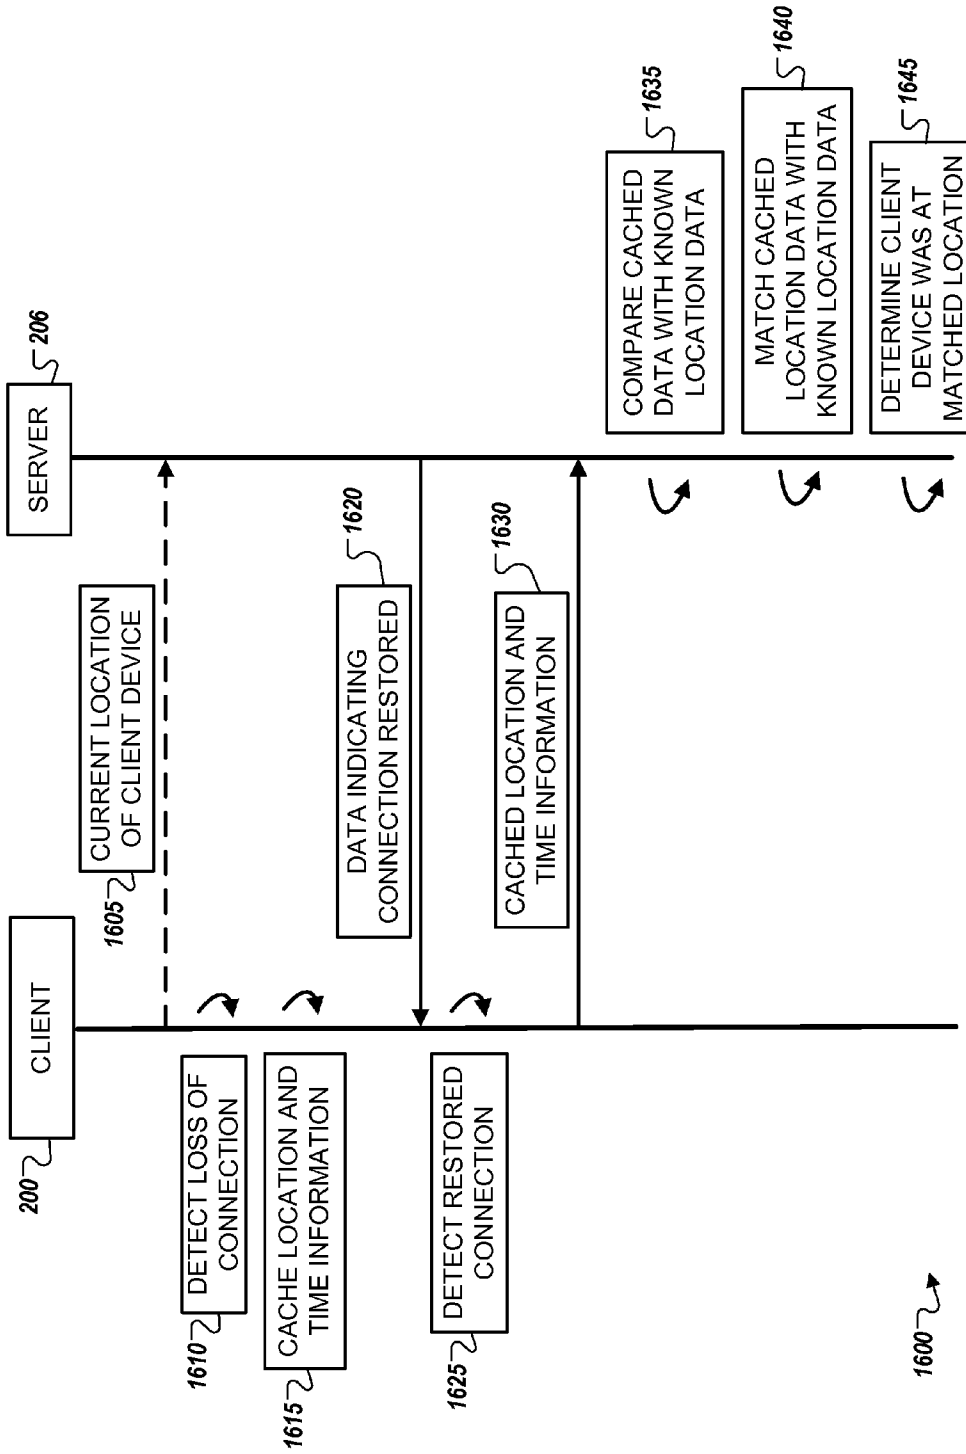 200
CLIENT
SERVER
206
1605
CURRENT LOCATION
OF CLIENT DEVICE
1610
DETECT LOSS OF
CONNECTION
1615
CACHE LOCATION AND
TIME INFORMATION
DATA INDICATING
CONNECTION RESTORED
1620
1625
DETECT RESTORED
CONNECTION
CACHED LOCATION AND
TIME INFORMATION
1630
COMPARE CACHED
DATA WITH KNOWN
LOCATION DATA
1635
MATCH CACHED
LOCATION DATA WITH
KNOWN LOCATION DATA
1640
DETERMINE CLIENT
DEVICE WAS AT
MATCHED LOCATION
1645
1600